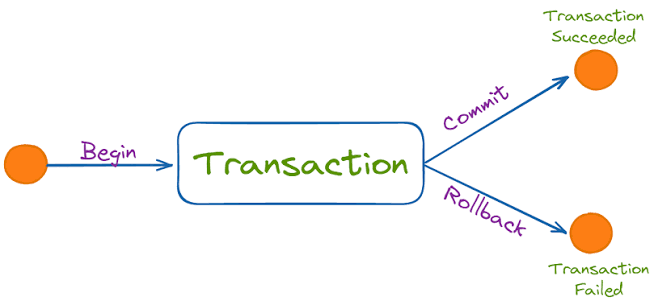 Transaction
Succeeded
Commit
Begin
Transaction
Rollback
Transaction
Failed